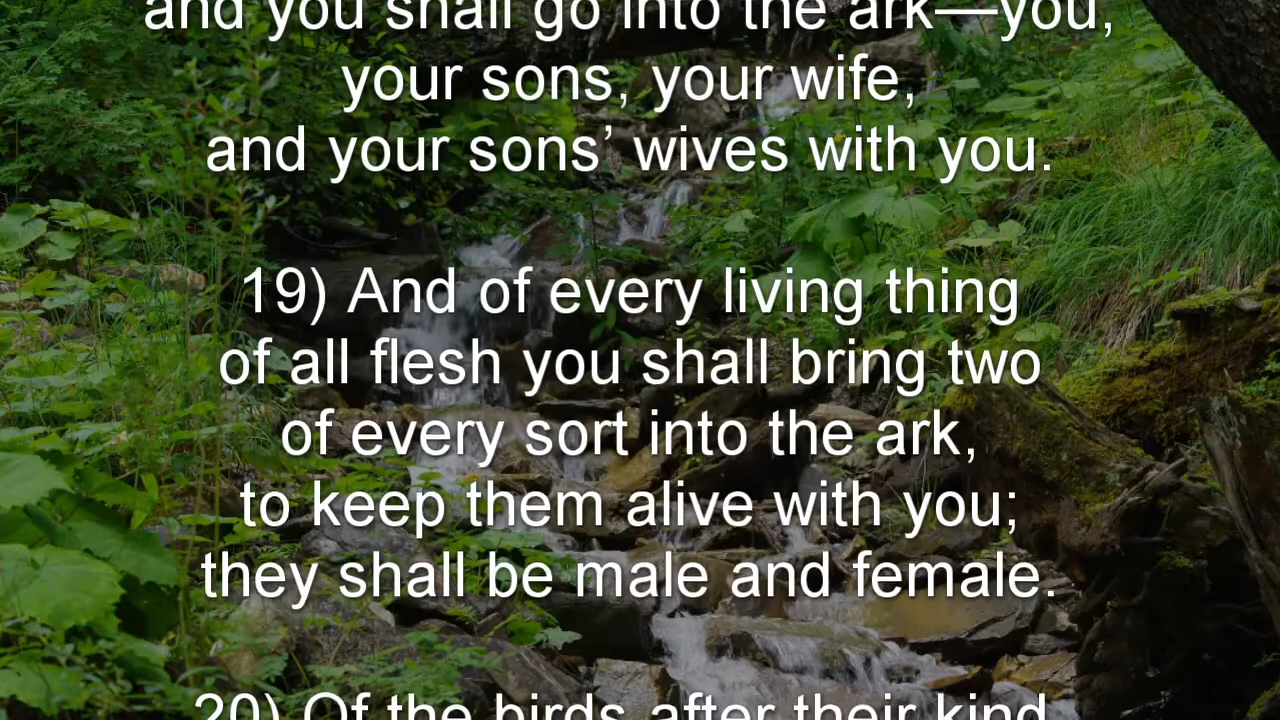 and you shall go into the ark—you,
your sons, your wife,
and your sons’ wives with you.
19) And of every living thing
of all flesh you shall bring two
of every sort into the ark,
to keep them alive with you;
they shall be male and female.
20) Of the birds after their kind